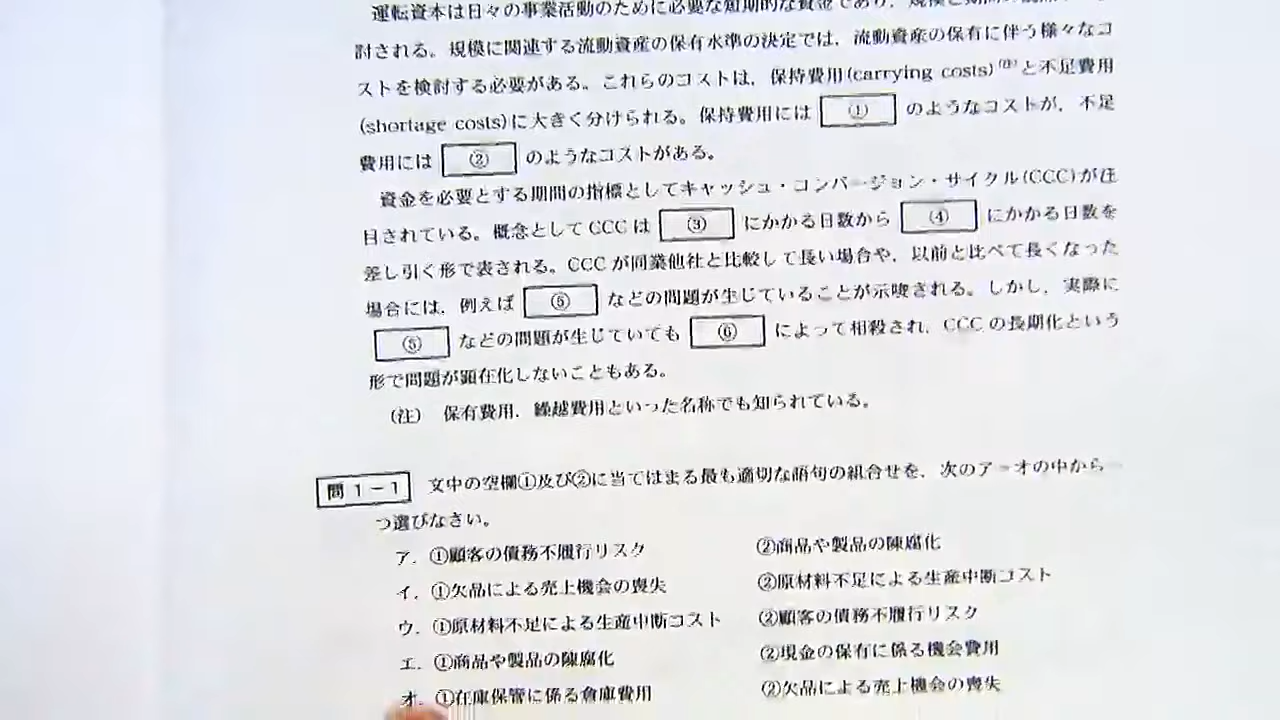 運転資本は日々の事業活動のために必要な短期的な資金であり、規模と期間の
討される。規模に関連する流動資産の保有水準の決定では、流動資産の保有に伴う様々なコ
ストを検討する必要がある。これらのコストは、保持費用(carrying costs)(注)と不足費用
(shortage costs)に大きく分けられる。保持費用には ① のようなコストが、不足
費用には ② のようなコストがある。
資金を必要とする期間の指標としてキャッシュ・コンバージョン・サイクル(CCC)が注
目されている。概念としてCCCは ③ にかかる日数から ④ にかかる日数を
差し引く形で表される。CCCが同業他社と比較して長い場合や、以前と比べて長くなった
場合には、例えば ⑤ などの問題が生じていることが示唆される。しかし、実際に
⑤ などの問題が生じていても ⑥ によって相殺され、CCCの長期化という
形で問題が顕在化しないこともある。
(注) 保有費用、繰越費用といった名称でも知られている。
問1-1 文中の空欄①及び②に当てはまる最も適切な語句の組合せを、次のア~オの中から
つ選びなさい。
ア．①顧客の債務不履行リスク ②商品や製品の陳腐化
イ．①欠品による売上機会の喪失 ②原材料不足による生産中断コスト
ウ．①原材料不足による生産中断コスト ②顧客の債務不履行リスク
エ．①商品や製品の陳腐化 ②現金の保有に係る機会費用
オ．①在庫保管に係る倉庫費用 ②欠品による売上機会の喪失